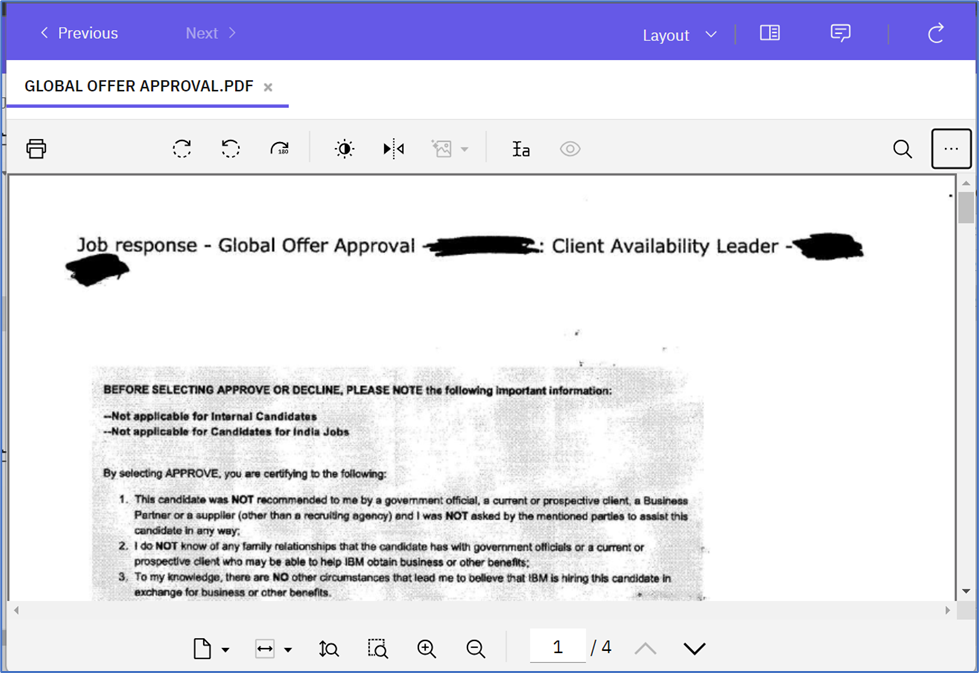 Previous
Next
Layout
GLOBAL OFFER APPROVAL.PDF ×
180
Ia
Job response - Global Offer Approval - : Client Availability Leader -
BEFORE SELECTING APPROVE OR DECLINE, PLEASE NOTE the following important information:
--Not applicable for Internal Candidates
--Not applicable for Candidates for India Jobs
By selecting APPROVE, you are certifying to the following:
1. This candidate was NOT recommended to me by a government official, a current or prospective client, a Business
Partner or a supplier (other than a recruiting agency) and I was NOT asked by the mentioned parties to assist this
candidate in any way;
2. I do NOT know of any family relationships that the candidate has with government officials or a current or
prospective client who may be able to help IBM obtain business or other benefits;
3. To my knowledge, there are NO other circumstances that lead me to believe that IBM is hiring this candidate in
exchange for business or other benefits.
1 / 4